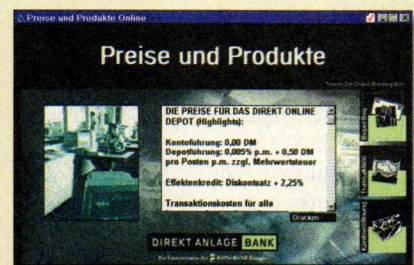 Preise und Produkte Online
Preise und Produkte
DIE PREISE FÜR DAS DIREKT ONLINE
DEPOT (Highlights):
Kontoführung: 0,00 DM
Depotführung: 0,005% p.m. + 0,50 DM
pro Posten p.m. zzgl. Mehrwertsteuer
Effektenkredit: Diskontsatz + 2,25%
Transaktionskosten für alle
Drucken
DIREKT ANLAGE BANK
Transaktion
Kontoeröffnung